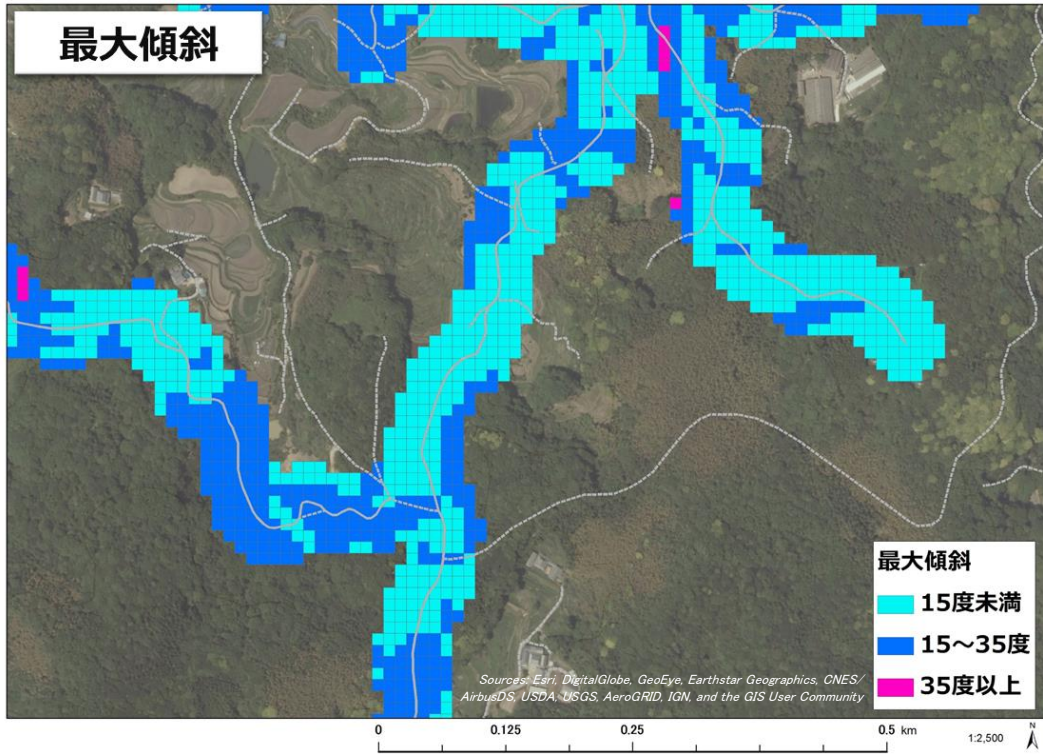 最大傾斜
最大傾斜
15度未満
15～35度
35度以上
Sources: Esri, DigitalGlobe, GeoEye, Earthstar Geographics, CNES/
AirbusDS, USDA, USGS, AeroGRID, IGN, and the GIS User Community
0 0.125 0.25 0.5 km
1:2,500
N